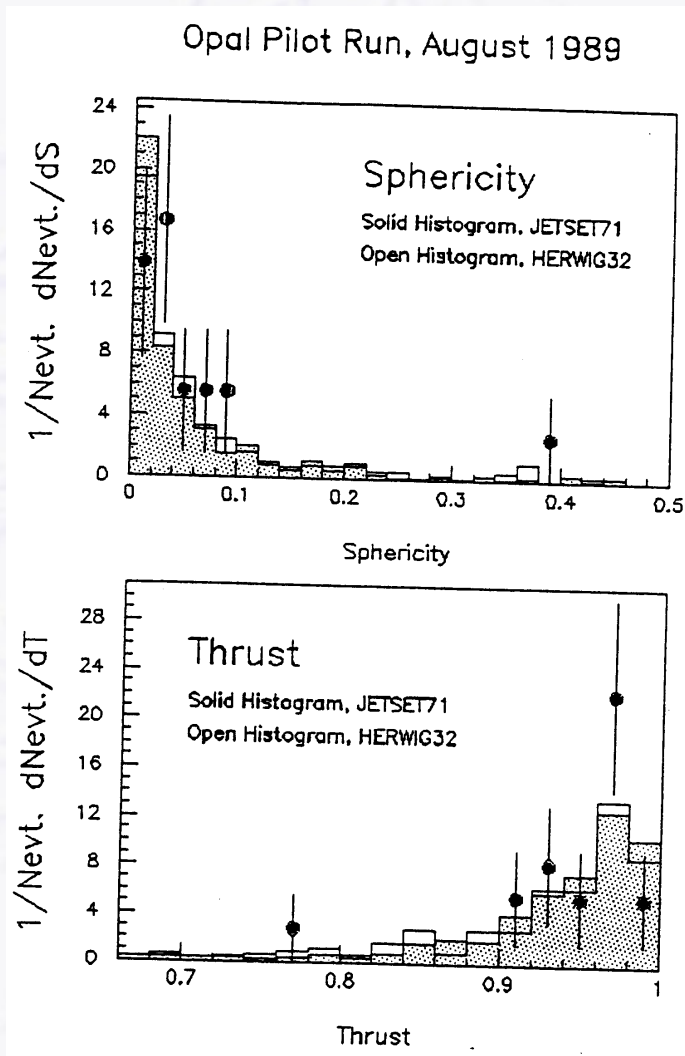 Opal Pilot Run, August 1989
24
20
16
12
8
4
0
1/Nevt. dNevt./dS
Sphericity
Solid Histogram, JETSET71
Open Histogram, HERWIG32
0
0.1
0.2
0.3
0.4
0.5
Sphericity
28
24
20
16
12
8
4
0
1/Nevt. dNevt./dT
Thrust
Solid Histogram, JETSET71
Open Histogram, HERWIG32
0.7
0.8
0.9
1
Thrust